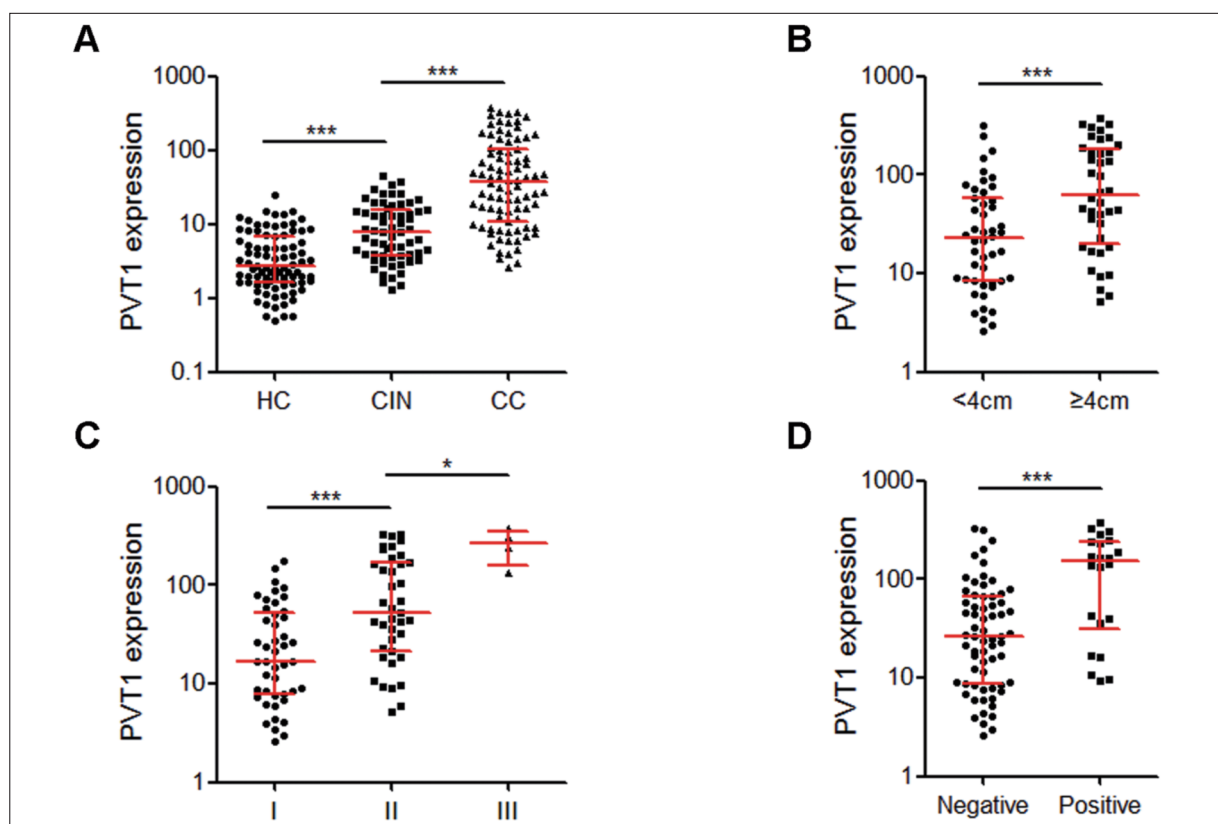 A
PVT1 expression
1000
100
10
1
0.1
***
***
HC CIN CC
B
PVT1 expression
1000
100
10
1
***
<4cm ≥4cm
C
PVT1 expression
1000
100
10
1
***
*
I II III
D
PVT1 expression
1000
100
10
1
***
Negative Positive